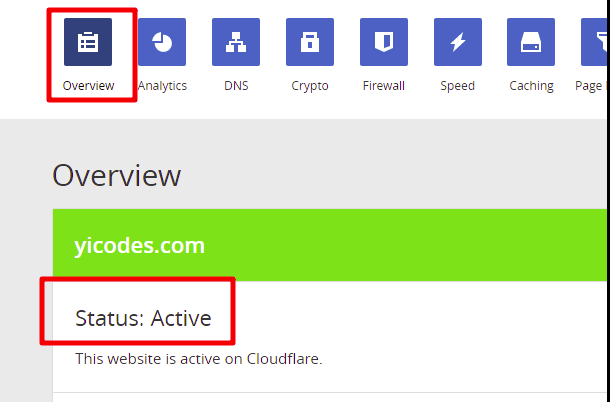 Overview Analytics DNS Crypto Firewall Speed Caching Page
Overview
yicodes.com
Status: Active
This website is active on Cloudflare.